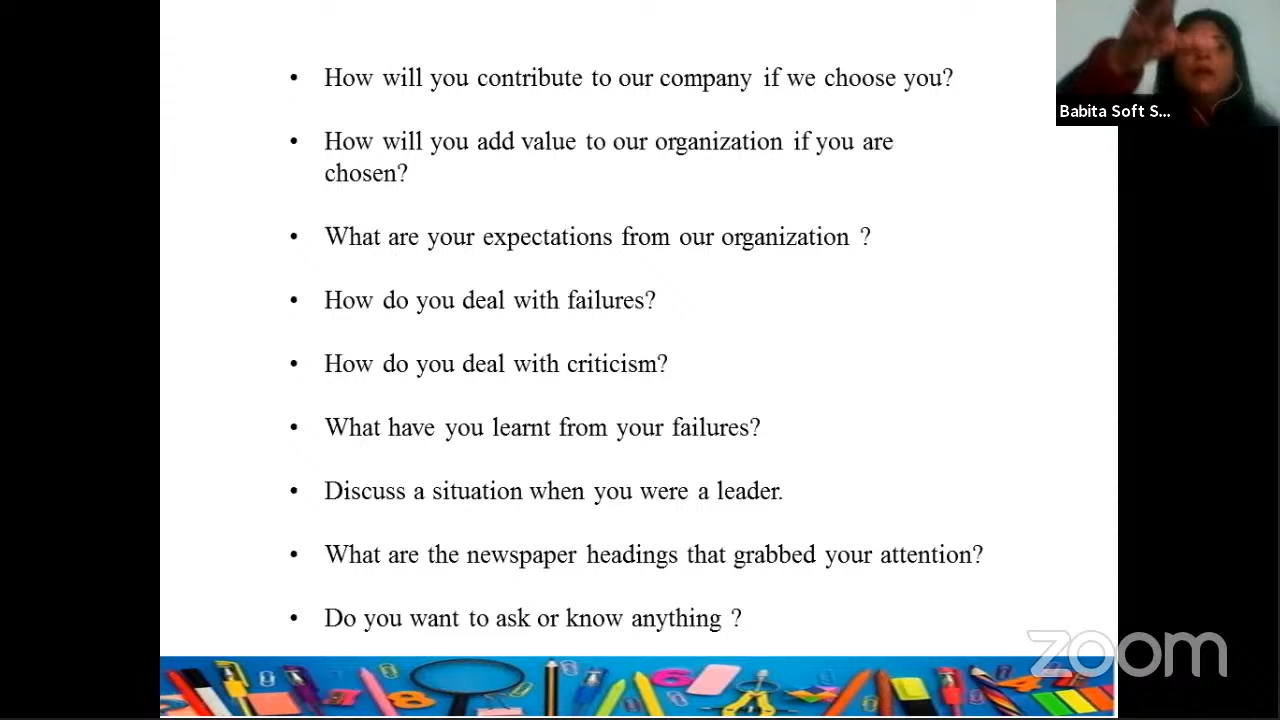 • How will you contribute to our company if we choose you?
Babita Soft S...
• How will you add value to our organization if you are
chosen?
• What are your expectations from our organization ?
• How do you deal with failures?
• How do you deal with criticism?
• What have you learnt from your failures?
• Discuss a situation when you were a leader.
• What are the newspaper headings that grabbed your attention?
• Do you want to ask or know anything ?
zoom